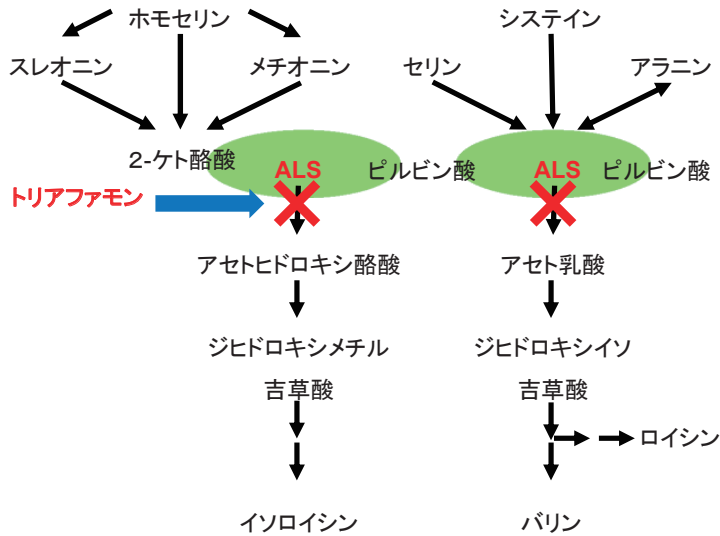 ホモセリン
システイン
スレオニン
メチオニン
セリン
アラニン
2-ケト酪酸
ALS
ピルビン酸
ALS
ピルビン酸
トリアファモン
アセトヒドロキシ酪酸
アセト乳酸
ジヒドロキシメチル
吉草酸
ジヒドロキシイソ
吉草酸
ロイシン
イソロイシン
バリン